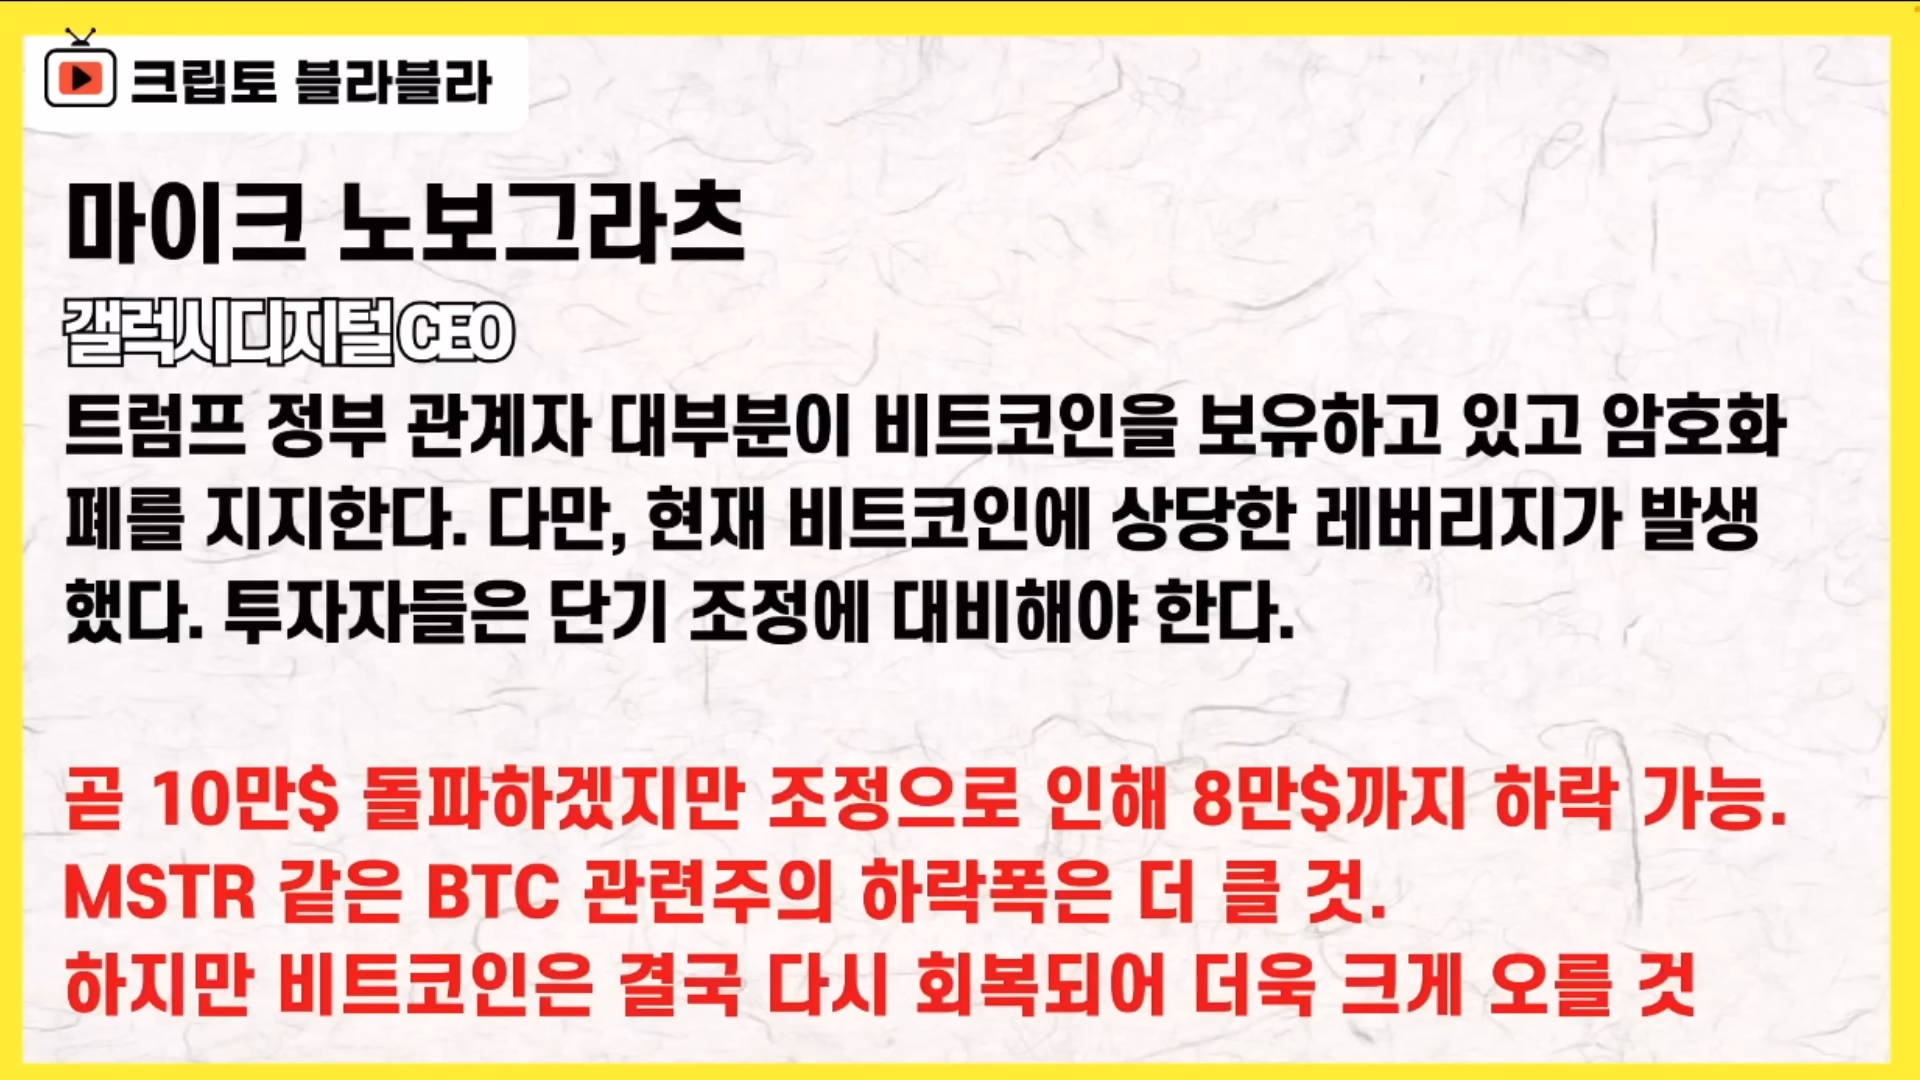 크립토 블라블라
마이크 노보그라츠
갤럭시디지털 CEO
트럼프 정부 관계자 대부분이 비트코인을 보유하고 있고 암호화
폐를 지지한다. 다만, 현재 비트코인에 상당한 레버리지가 발생
했다. 투자자들은 단기 조정에 대비해야 한다.
곧 10만$ 돌파하겠지만 조정으로 인해 8만$까지 하락 가능.
MSTR 같은 BTC 관련주의 하락폭은 더 클 것.
하지만 비트코인은 결국 다시 회복되어 더욱 크게 오를 것